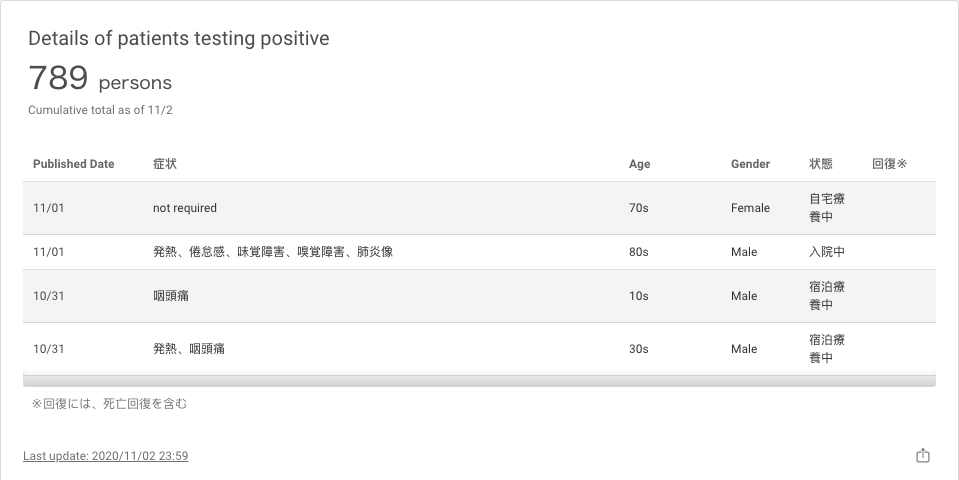 Details of patients testing positive
789 persons
Cumulative total as of 11/2
Published Date 症状 Age Gender 状態 回復※
11/01 not required 70s Female 自宅療
養中
11/01 発熱、倦怠感、味覚障害、嗅覚障害、肺炎像 80s Male 入院中
10/31 咽頭痛 10s Male 宿泊療
養中
10/31 発熱、咽頭痛 30s Male 宿泊療
養中
※回復には、死亡回復を含む
Last update: 2020/11/02 23:59